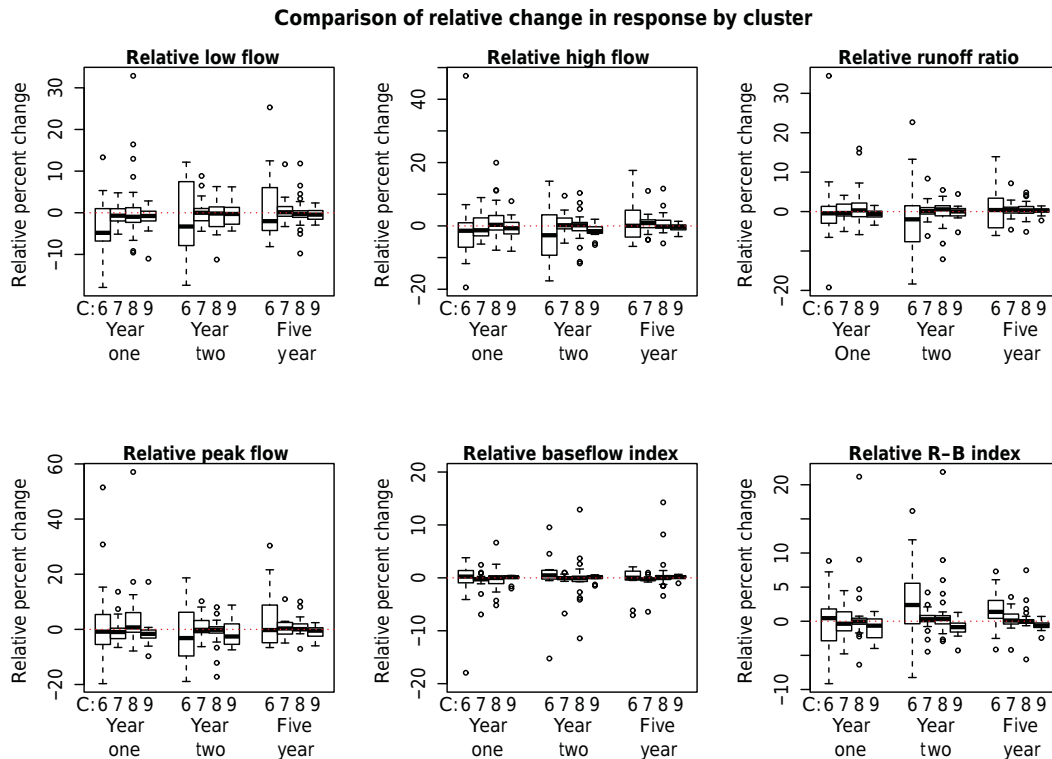 Comparison of relative change in response by cluster
Relative low flow
Relative percent change
30
20
10
0
−10
C: 6 7 8 9 6 7 8 9 6 7 8 9
Year Year Five
one two year
Relative high flow
Relative percent change
50
20
0
−20
C: 6 7 8 9 6 7 8 9 6 7 8 9
Year Year Five
one two year
Relative runoff ratio
Relative percent change
30
20
10
0
−20
C: 6 7 8 9 6 7 8 9 6 7 8 9
Year Year Five
One two year
Relative peak flow
Relative percent change
60
40
20
0
−20
C: 6 7 8 9 6 7 8 9 6 7 8 9
Year Year Five
one two year
Relative baseflow index
Relative percent change
20
10
0
−10
−20
C: 6 7 8 9 6 7 8 9 6 7 8 9
Year Year Five
one two year
Relative R−B index
Relative percent change
20
10
5
0
−10
C: 6 7 8 9 6 7 8 9 6 7 8 9
Year Year Five
one two year